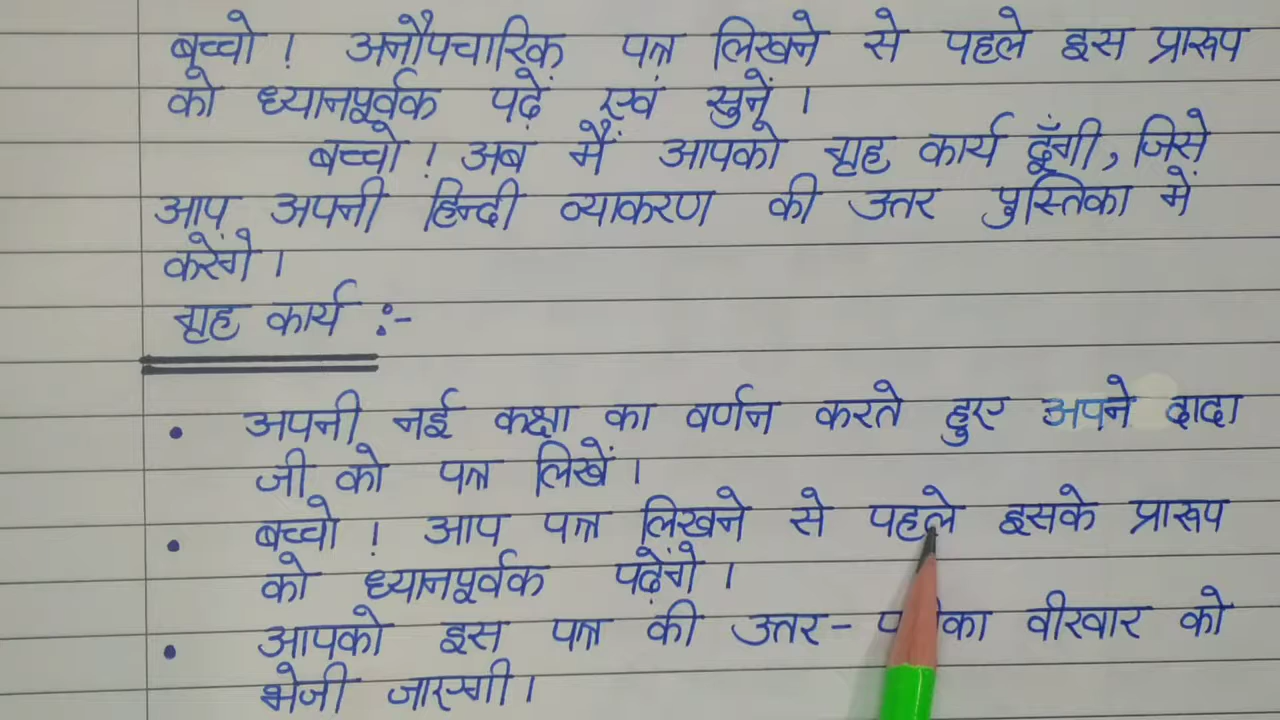 बच्चो ! अनौपचारिक पत्र लिखने से पहले इस प्रारूप
को ध्यानपूर्वक पढ़ें एवं सुनें ।
बच्चो ! अब मैं आपको गृह कार्य दूँगी, जिसे
आप अपनी हिन्दी व्याकरण की उत्तर पुस्तिका में
करेंगे ।
गृह कार्य :-
• अपनी नई कक्षा का वर्णन करते हुए अपने दादा
जी को पत्र लिखें ।
• बच्चो ! आप पत्र लिखने से पहले इसके प्रारूप
को ध्यानपूर्वक पढ़ेंगे ।
• आपको इस पत्र की उत्तर- वीरवार को
भेजी जाएगी ।